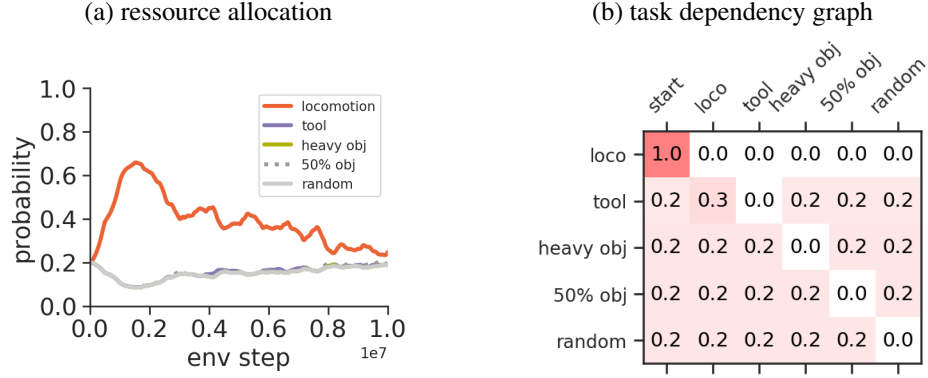 (a) ressource allocation
probability
1.0
0.8
0.6
0.4
0.2
0.0
locomotion
tool
heavy obj
50% obj
random
0.0 0.2 0.4 0.6 0.8 1.0
env step
1e7
(b) task dependency graph
start loco tool heavy obj 50% obj random
loco 1.0 0.0 0.0 0.0 0.0 0.0
tool 0.2 0.3 0.0 0.2 0.2 0.2
heavy obj 0.2 0.2 0.2 0.0 0.2 0.2
50% obj 0.2 0.2 0.2 0.2 0.0 0.2
random 0.2 0.2 0.2 0.2 0.2 0.0